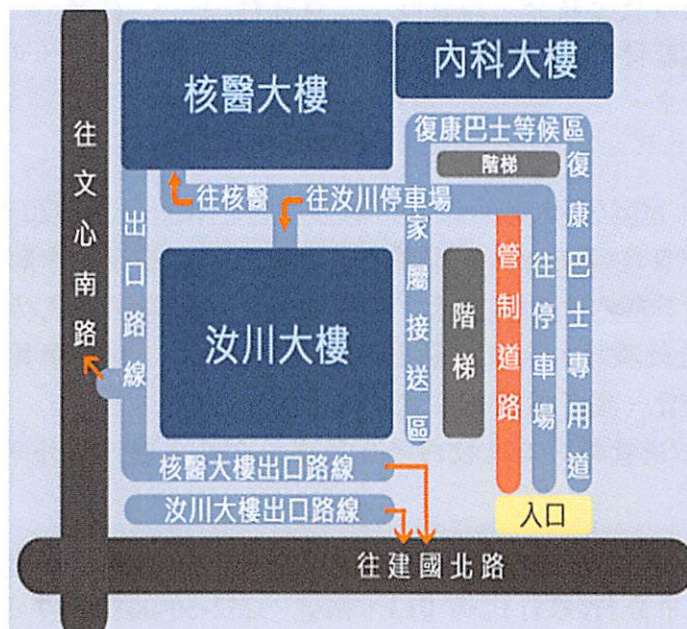 核醫大樓
內科大樓
往文心南路
復康巴士等候區
階梯
往核醫
往汝川停車場
出口路線
汝川大樓
家屬接送區
階梯
管制道路
往停車場
復康巴士專用道
核醫大樓出口路線
汝川大樓出口路線
入口
往建國北路